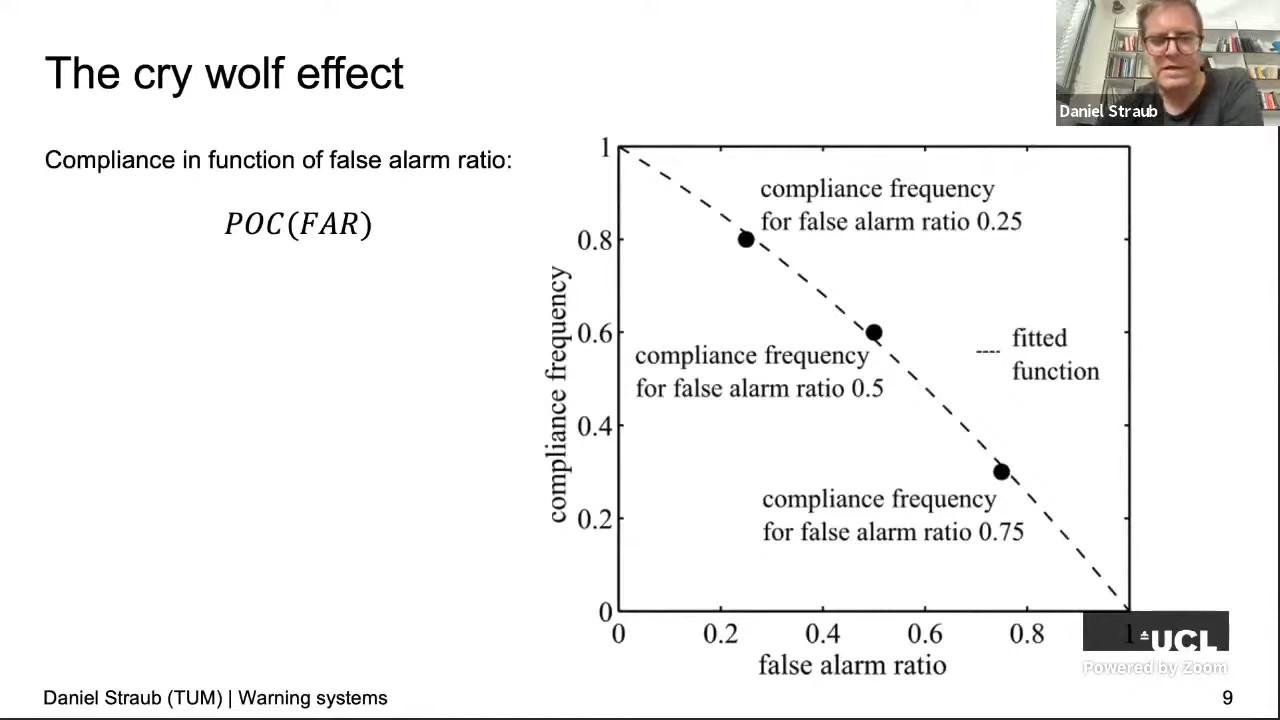 The cry wolf effect
Daniel Straub
Compliance in function of false alarm ratio:
POC(FAR)
compliance frequency
1
0.8
0.6
0.4
0.2
0
compliance frequency
for false alarm ratio 0.25
compliance frequency
for false alarm ratio 0.5
fitted
function
compliance frequency
for false alarm ratio 0.75
0 0.2 0.4 0.6 0.8 1
false alarm ratio
UCL
Powered by Zoom
Daniel Straub (TUM) | Warning systems
9